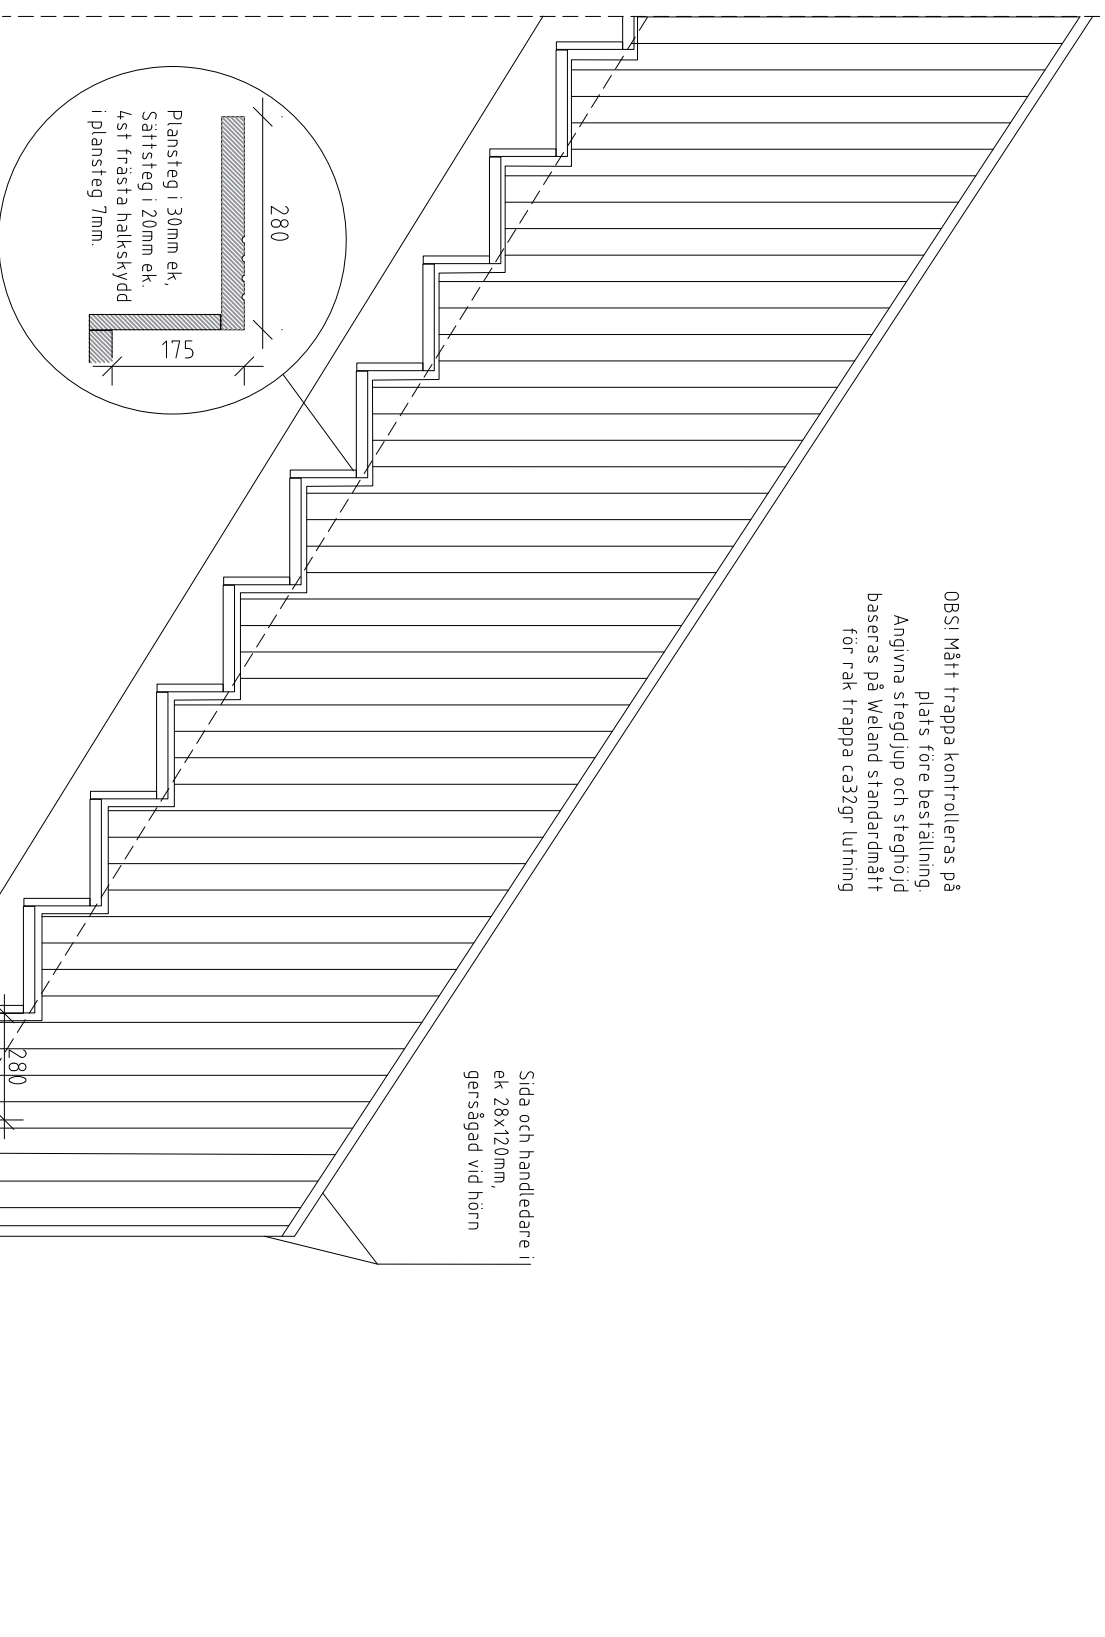 OBS! Mått trappa kontrolleras på
plats före beställning.
Angivna stegdjup och steghöjd
baseras på Weland standardmått
för rak trappa ca32gr lutning
280
Plansteg i 30mm ek,
Sättsteg i 20mm ek.
4st frästa halkskydd
i plansteg 7mm.
175
Sida och handledare i
ek 28x120mm,
gersågad vid hörn
280